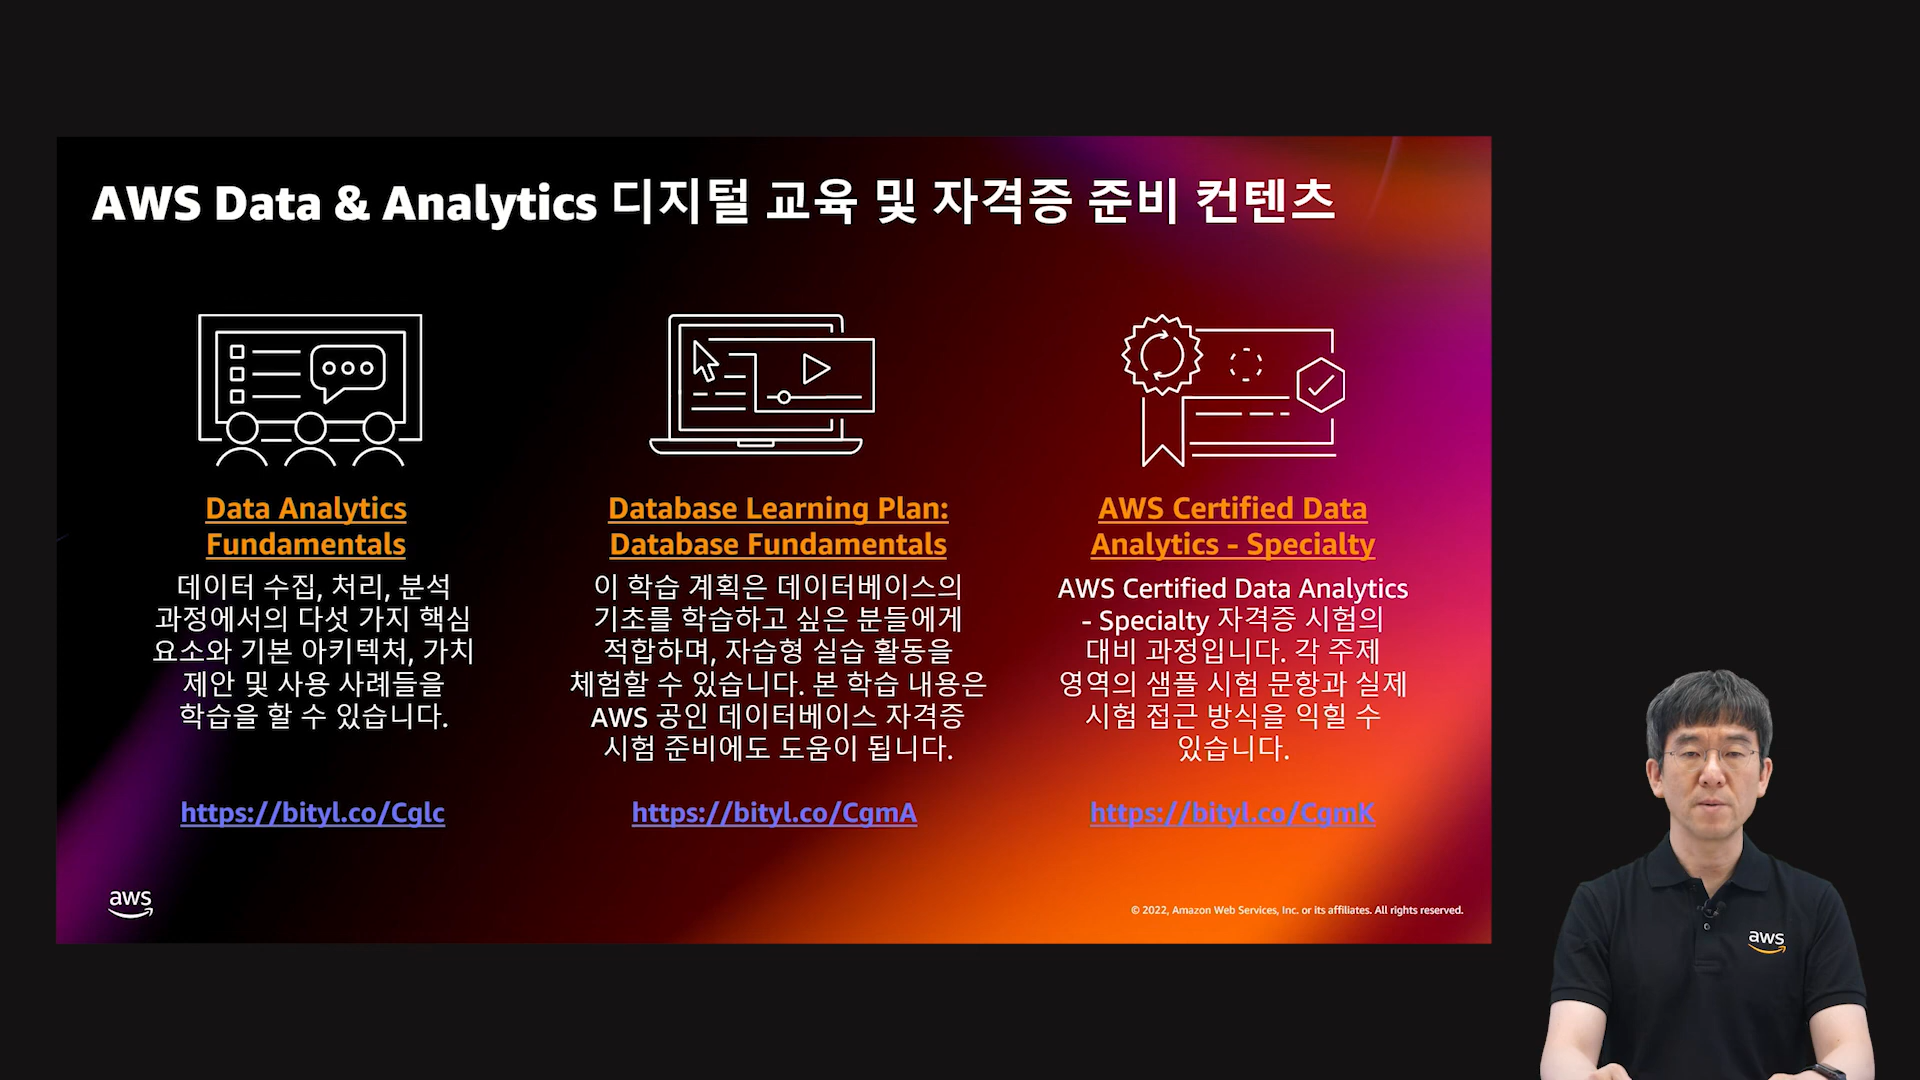 AWS Data & Analytics 디지털 교육 및 자격증 준비 컨텐츠
Data Analytics
Fundamentals
데이터 수집, 처리, 분석
과정에서의 다섯 가지 핵심
요소와 기본 아키텍처, 가치
제안 및 사용 사례들을
학습을 할 수 있습니다.
https://bityl.co/Cglc
Database Learning Plan:
Database Fundamentals
이 학습 계획은 데이터베이스의
기초를 학습하고 싶은 분들에게
적합하며, 자습형 실습 활동을
체험할 수 있습니다. 본 학습 내용은
AWS 공인 데이터베이스 자격증
시험 준비에도 도움이 됩니다.
https://bityl.co/CgmA
AWS Certified Data
Analytics - Specialty
AWS Certified Data Analytics
- Specialty 자격증 시험의
대비 과정입니다. 각 주제
영역의 샘플 시험 문항과 실제
시험 접근 방식을 익힐 수
있습니다.
https://bityl.co/CgmK
aws
© 2022, Amazon Web Services, Inc. or its affiliates. All rights reserved.
aws